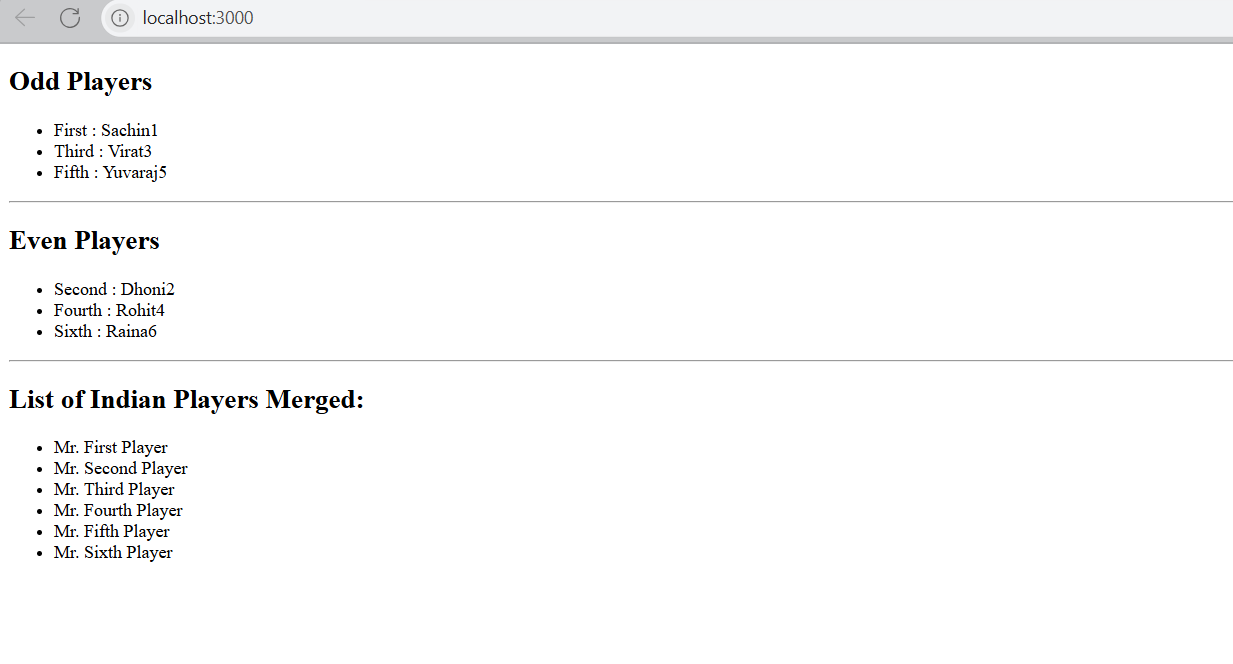 localhost:3000
Odd Players
First : Sachin1
Third : Virat3
Fifth : Yuvaraj5
Even Players
Second : Dhoni2
Fourth : Rohit4
Sixth : Raina6
List of Indian Players Merged:
Mr. First Player
Mr. Second Player
Mr. Third Player
Mr. Fourth Player
Mr. Fifth Player
Mr. Sixth Player